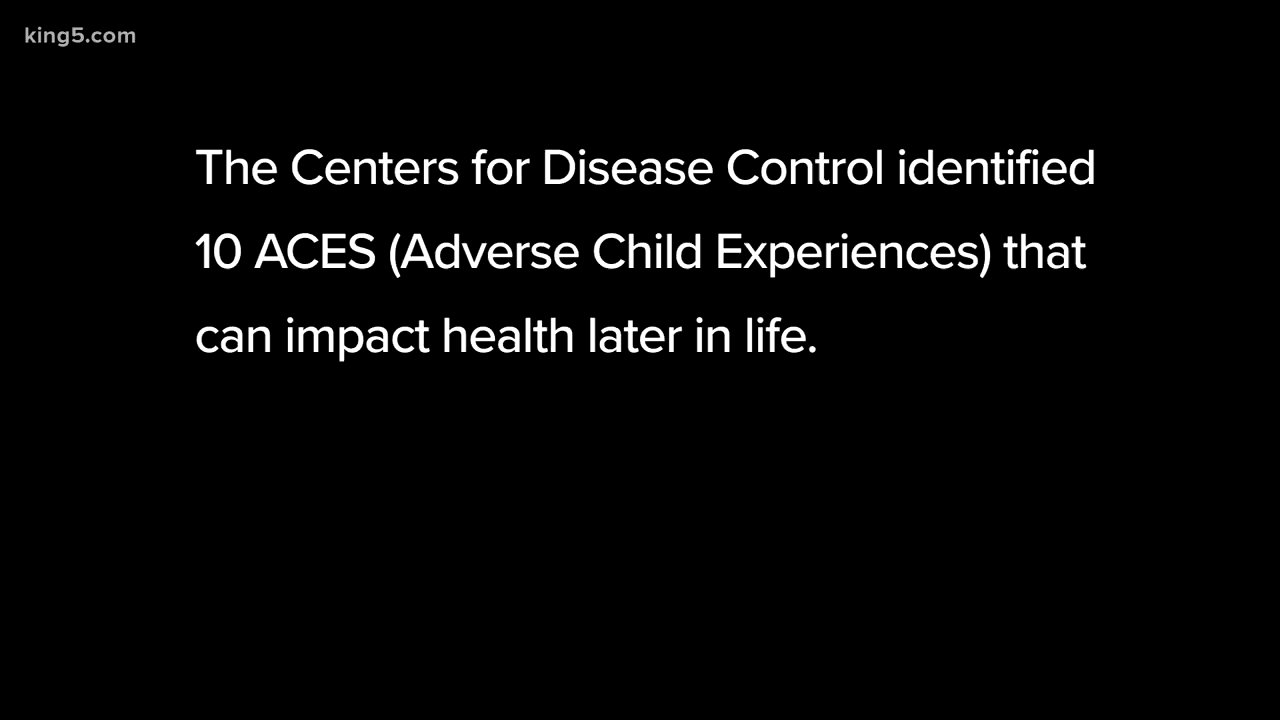 king5.com
The Centers for Disease Control identified
10 ACES (Adverse Child Experiences) that
can impact health later in life.